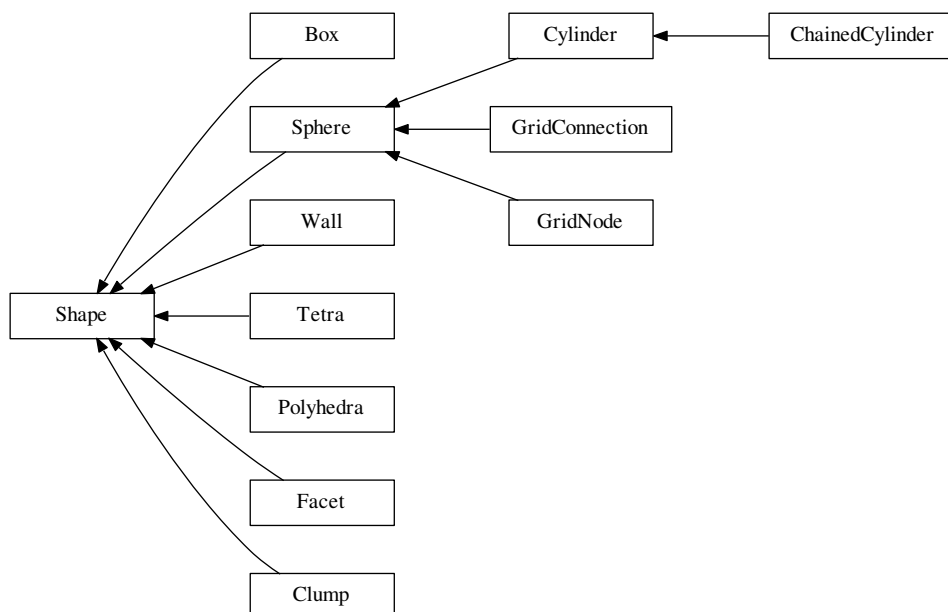 Box
Cylinder
ChainedCylinder
Sphere
GridConnection
Wall
GridNode
Shape
Tetra
Polyhedra
Facet
Clump